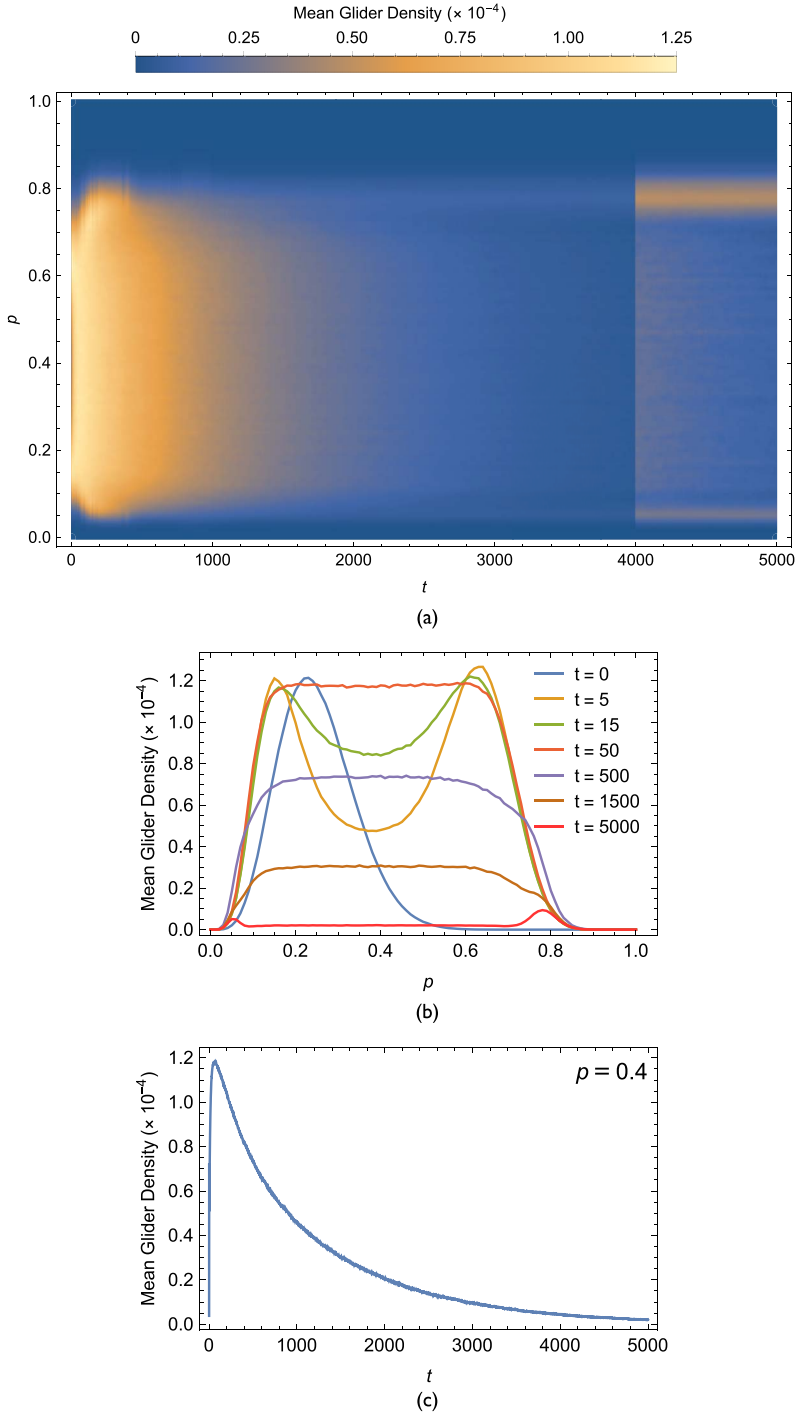 Mean Glider Density (× 10⁻⁴)
0 0.25 0.50 0.75 1.00 1.25
1.0
0.8
0.6
p
0.4
0.2
0.0
0 1000 2000 3000 4000 5000
t
(a)
Mean Glider Density (× 10⁻⁴)
1.2
1.0
0.8
0.6
0.4
0.2
0.0
t = 0
t = 5
t = 15
t = 50
t = 500
t = 1500
t = 5000
0.0 0.2 0.4 0.6 0.8 1.0
p
(b)
Mean Glider Density (× 10⁻⁴)
1.2
1.0
0.8
0.6
0.4
0.2
0.0
p = 0.4
0 1000 2000 3000 4000 5000
t
(c)